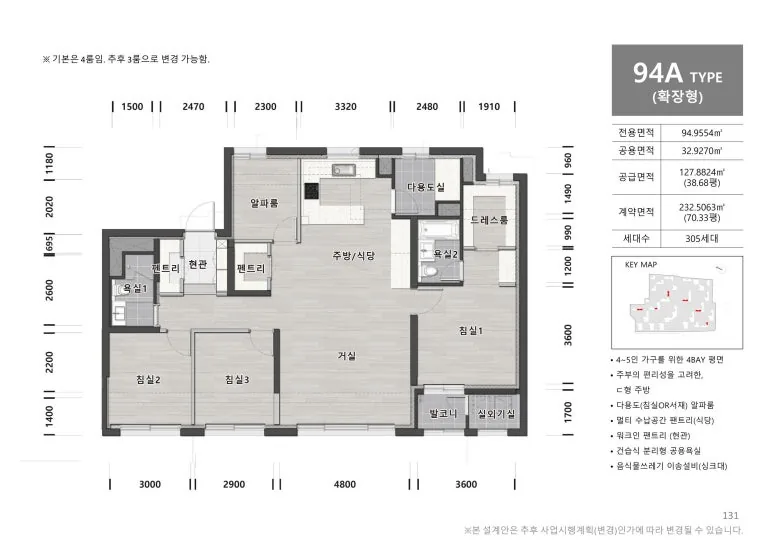 ※ 기본은 4룸임. 추후 3룸으로 변경 가능함.
94A TYPE
(확장형)
전용면적 94.9554㎡
공용면적 32.9270㎡
공급면적 127.8824㎡
(38.68평)
계약면적 232.5063㎡
(70.33평)
세대수 305세대
KEY MAP
• 4~5인 가구를 위한 4BAY 평면
• 주부의 편리성을 고려한,
ㄷ형 주방
• 다용도(침실OR서재) 알파룸
• 멀티 수납공간 팬트리(식당)
• 워크인 팬트리 (현관)
• 건습식 분리형 공용욕실
• 음식물쓰레기 이송설비(싱크대)
1500 2470 2300 3320 2480 1910
1180
2020
695
2600
2200
1400
960
1490
990
1200
3600
1700
알파룸
다용도실
드레스룸
주방/식당
욕실2
팬트리
현관
팬트리
욕실1
침실1
거실
침실2
침실3
발코니
실외기실
3000 2900 4800 3600
131
※본 설계안은 추후 사업시행계획(변경)인가에 따라 변경될 수 있습니다.